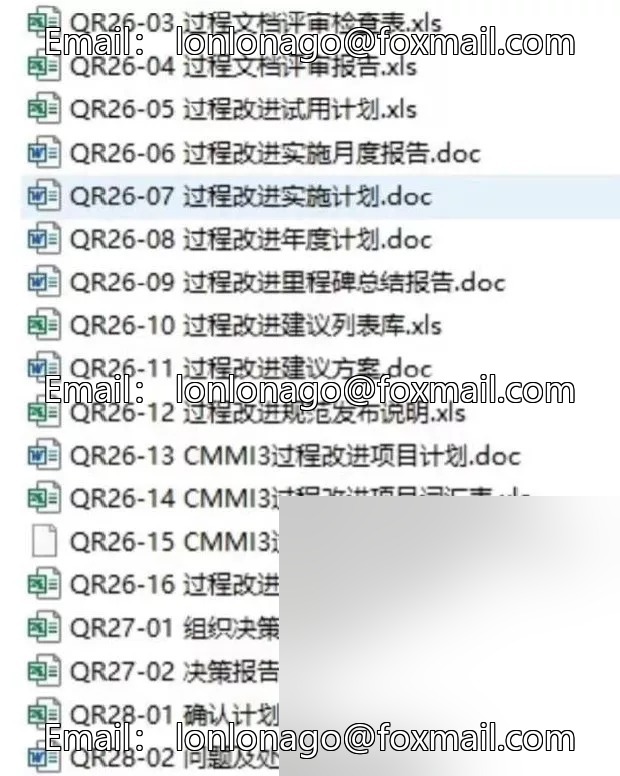 QR26-03 过程文档评审检查表.xls
Email: lonlonago@foxmail.com
QR26-04 过程文档评审报告.xls
QR26-05 过程改进试用计划.xls
QR26-06 过程改进实施月度报告.doc
QR26-07 过程改进实施计划.doc
QR26-08 过程改进年度计划.doc
QR26-09 过程改进里程碑总结报告.doc
QR26-10 过程改进建议列表库.xls
QR26-11 过程改进建议方案.doc
Email: lonlonago@foxmail.com
QR26-12 过程改进规范发布说明.xls
QR26-13 CMMI3过程改进项目计划.doc
QR26-14 CMMI3过程改进项目词汇表.xls
QR26-15 CMMI3
QR26-16 过程改进
QR27-01 组织决策
QR27-02 决策报告
QR28-01 确认计划
Email: lonlonago@foxmail.com
QR28-02 问题及处